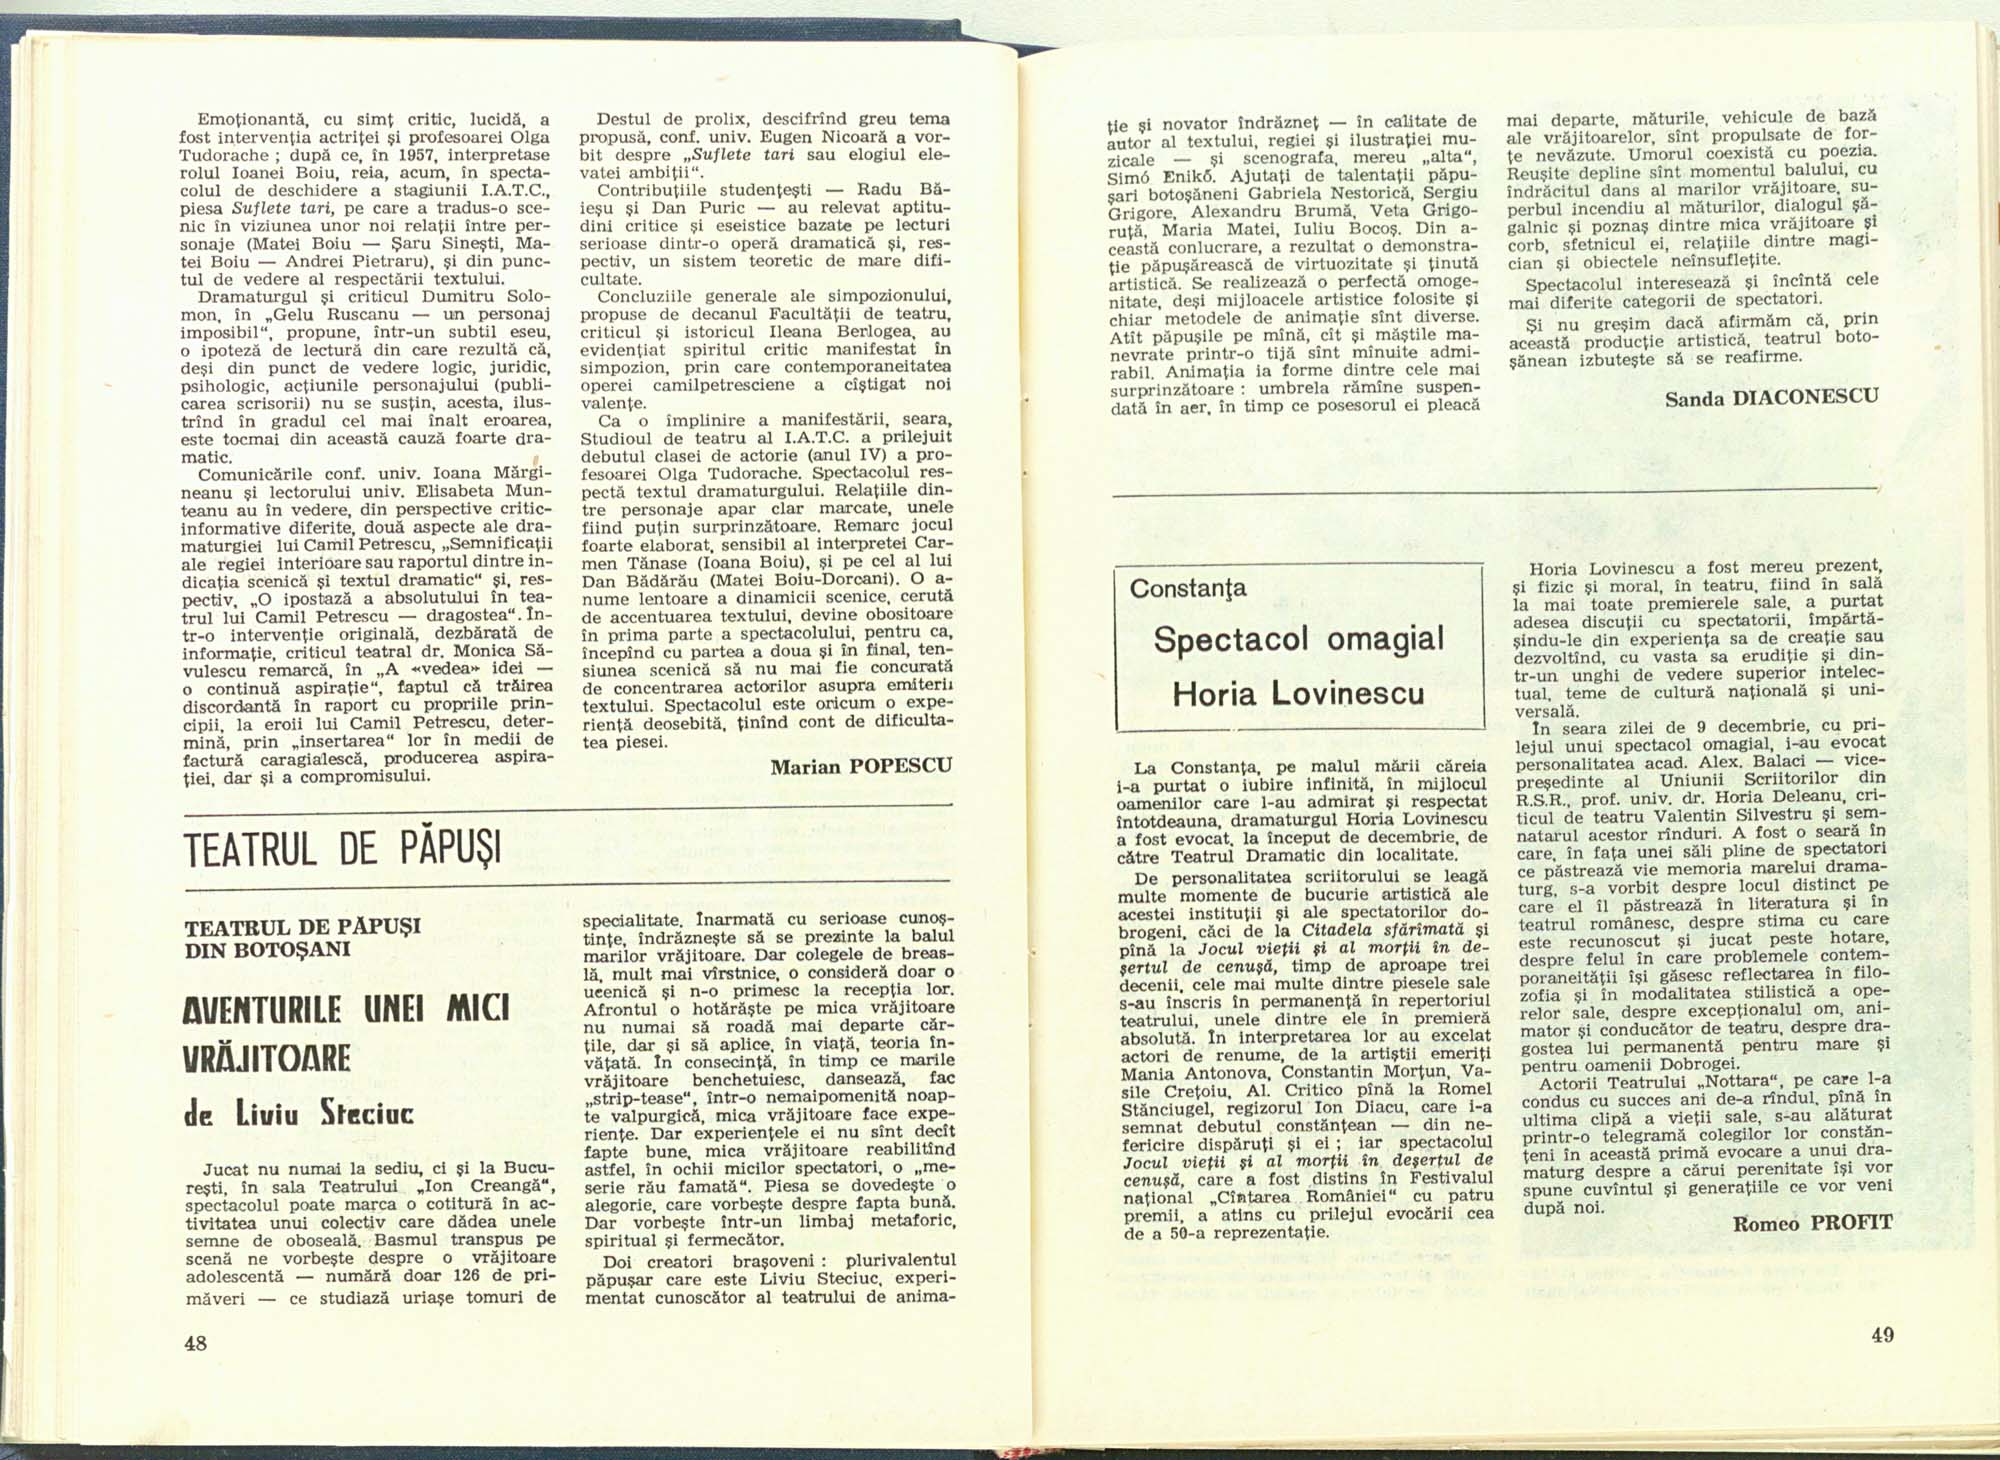 Emoționantă, cu simț critic, lucidă, a
fost intervenția actriței și profesoarei Olga
Tudorache ; după ce, în 1957, interpretase
rolul Ioanei Boiu, reia, acum, în specta-
colul de deschidere a stagiunii I.A.T.C.,
piesa Suflete tari, pe care a tradus-o sce-
nic în viziunea unor noi relații între per-
sonaje (Matei Boiu — Șaru Sinești, Ma-
tei Boiu — Andrei Pietraru), și din punc-
tul de vedere al respectării textului.
Dramaturgul și criticul Dumitru Solo-
mon, în „Gelu Ruscanu — un personaj
imposibil“, propune, într-un subtil eseu,
o ipoteză de lectură din care rezultă că,
deși din punct de vedere logic, juridic,
psihologic, acțiunile personajului (publi-
carea scrisorii) nu se susțin, acesta, ilus-
trînd în gradul cel mai înalt eroarea,
este tocmai din această cauză foarte dra-
matic.
Comunicările conf. univ. Ioana Mărgi-
neanu și lectorului univ. Elisabeta Mun-
teanu au în vedere, din perspective critic-
informative diferite, două aspecte ale dra-
maturgiei lui Camil Petrescu, „Semnificații
ale regiei interioare sau raportul dintre in-
dicația scenică și textul dramatic“ și, res-
pectiv, „O ipostază a absolutului în tea-
trul lui Camil Petrescu — dragostea“. În-
tr-o intervenție originală, dezbărată de
informație, criticul teatral dr. Monica Să-
vulescu remarcă, în „A «vedea» idei —
o continuă aspirație“, faptul că trăirea
discordantă în raport cu propriile prin-
cipii, la eroii lui Camil Petrescu, deter-
mină, prin „insertarea“ lor în medii de
factură caragialescă, producerea aspira-
ției, dar și a compromisului.
Destul de prolix, descifrînd greu tema
propusă, conf. univ. Eugen Nicoară a vor-
bit despre „Suflete tari sau elogiul ele-
vatei ambiții“.
Contribuțiile studențești — Radu Bă-
ieșu și Dan Puric — au relevat aptitu-
dini critice și eseistice bazate pe lecturi
serioase dintr-o operă dramatică și, res-
pectiv, un sistem teoretic de mare difi-
cultate.
Concluziile generale ale simpozionului,
propuse de decanul Facultății de teatru,
criticul și istoricul Ileana Berlogea, au
evidențiat spiritul critic manifestat în
simpozion, prin care contemporaneitatea
operei camilpetresciene a cîștigat noi
valențe.
Ca o împlinire a manifestării, seara,
Studioul de teatru al I.A.T.C. a prilejuit
debutul clasei de actorie (anul IV) a pro-
fesoarei Olga Tudorache. Spectacolul res-
pectă textul dramaturgului. Relațiile din-
tre personaje apar clar marcate, unele
fiind puțin surprinzătoare. Remarc jocul
foarte elaborat, sensibil al interpretei Car-
men Tănase (Ioana Boiu), și pe cel al lui
Dan Bădărău (Matei Boiu-Dorcani). O a-
nume lentoare a dinamicii scenice, cerută
de accentuarea textului, devine obositoare
în prima parte a spectacolului, pentru ca,
începînd cu partea a doua și în final, ten-
siunea scenică să nu mai fie concurată
de concentrarea actorilor asupra emiterii
textului. Spectacolul este oricum o expe-
riență deosebită, ținînd cont de dificulta-
tea piesei.
Marian POPESCU
TEATRUL DE PĂPUȘI
TEATRUL DE PĂPUȘI
DIN BOTOȘANI
AVENTURILE UNEI MICI
VRĂJITOARE
de Liviu Steciuc
Jucat nu numai la sediu, ci și la Bucu-
rești, în sala Teatrului „Ion Creangă“,
spectacolul poate marca o cotitură în ac-
tivitatea unui colectiv care dădea unele
semne de oboseală. Basmul transpus pe
scenă ne vorbește despre o vrăjitoare
adolescentă — numără doar 126 de pri-
măveri — ce studiază uriașe tomuri de
specialitate. Înarmată cu serioase cunoș-
tințe, îndrăznește să se prezinte la balul
marilor vrăjitoare. Dar colegele de breas-
lă, mult mai vîrstnice, o consideră doar o
ucenică și n-o primesc la recepția lor.
Afrontul o hotărăște pe mica vrăjitoare
nu numai să roadă mai departe căr-
țile, dar și să aplice, în viață, teoria în-
vățată. În consecință, în timp ce marile
vrăjitoare benchetuiesc, dansează, fac
„strip-tease“, într-o nemaipomenită noap-
te valpurgică, mica vrăjitoare face expe-
riențe. Dar experiențele ei nu sînt decît
fapte bune, mica vrăjitoare reabilitînd
astfel, în ochii micilor spectatori, o „me-
serie rău famată“. Piesa se dovedește o
alegorie, care vorbește despre fapta bună.
Dar vorbește într-un limbaj metaforic,
spiritual și fermecător.
Doi creatori brașoveni : plurivalentul
păpușar care este Liviu Steciuc, experi-
mentat cunoscător al teatrului de anima-
48
ție și novator îndrăzneț — în calitate de
autor al textului, regiei și ilustrației mu-
zicale — și scenografa, mereu „alta“,
Simó Enikő. Ajutați de talentații păpu-
șari botoșăneni Gabriela Nestorică, Sergiu
Grigore, Alexandru Brumă, Veta Grigo-
ruță, Maria Matei, Iuliu Bocoș. Din a-
ceastă conlucrare, a rezultat o demonstra-
ție păpușărească de virtuozitate și ținută
artistică. Se realizează o perfectă omoge-
nitate, deși mijloacele artistice folosite și
chiar metodele de animație sînt diverse.
Atît păpușile pe mînă, cît și măștile ma-
nevrate printr-o tijă sînt mînuite admi-
rabil. Animația ia forme dintre cele mai
surprinzătoare : umbrela rămîne suspen-
dată în aer, în timp ce posesorul ei pleacă
mai departe, măturile, vehicule de bază
ale vrăjitoarelor, sînt propulsate de for-
țe nevăzute. Umorul coexistă cu poezia.
Reușite depline sînt momentul balului, cu
îndrăcitul dans al marilor vrăjitoare, su-
perbul incendiu al măturilor, dialogul șă-
galnic și poznaș dintre mica vrăjitoare și
corb, sfetnicul ei, relațiile dintre magi-
cian și obiectele neînsuflețite.
Spectacolul interesează și încîntă cele
mai diferite categorii de spectatori.
Și nu greșim dacă afirmăm că, prin
această producție artistică, teatrul boto-
șănean izbutește să se reafirme.
Sanda DIACONESCU
Constanța
Spectacol omagial
Horia Lovinescu
La Constanța, pe malul mării căreia
i-a purtat o iubire infinită, în mijlocul
oamenilor care l-au admirat și respectat
întotdeauna, dramaturgul Horia Lovinescu
a fost evocat, la început de decembrie, de
către Teatrul Dramatic din localitate.
De personalitatea scriitorului se leagă
multe momente de bucurie artistică ale
acestei instituții și ale spectatorilor do-
brogeni, căci de la Citadela sfărîmată și
pînă la Jocul vieții și al morții în de-
șertul de cenușă, timp de aproape trei
decenii, cele mai multe dintre piesele sale
s-au înscris în permanență în repertoriul
teatrului, unele dintre ele în premieră
absolută. În interpretarea lor au excelat
actori de renume, de la artiștii emeriți
Mania Antonova, Constantin Morțun, Va-
sile Crețoiu, Al. Critico pînă la Romel
Stănciugel, regizorul Ion Diacu, care i-a
semnat debutul constănțean — din ne-
fericire dispăruți și ei ; iar spectacolul
Jocul vieții și al morții în deșertul de
cenușă, care a fost distins în Festivalul
național „Cîntarea României“ cu patru
premii, a atins cu prilejul evocării cea
de a 50-a reprezentație.
Horia Lovinescu a fost mereu prezent,
și fizic și moral, în teatru, fiind în sală
la mai toate premierele sale, a purtat
adesea discuții cu spectatorii, împărtă-
șindu-le din experiența sa de creație sau
dezvoltînd, cu vasta sa erudiție și din-
tr-un unghi de vedere superior intelec-
tual, teme de cultură națională și uni-
versală.
În seara zilei de 9 decembrie, cu pri-
lejul unui spectacol omagial, i-au evocat
personalitatea acad. Alex. Balaci — vice-
președinte al Uniunii Scriitorilor din
R.S.R., prof. univ. dr. Horia Deleanu, cri-
ticul de teatru Valentin Silvestru și sem-
natarul acestor rînduri. A fost o seară în
care, în fața unei săli pline de spectatori
ce păstrează vie memoria marelui drama-
turg, s-a vorbit despre locul distinct pe
care el îl păstrează în literatura și în
teatrul românesc, despre stima cu care
este recunoscut și jucat peste hotare,
despre felul în care problemele contem-
poraneității își găsesc reflectarea în filo-
zofia și în modalitatea stilistică a ope-
relor sale, despre excepționalul om, ani-
mator și conducător de teatru, despre dra-
gostea lui permanentă pentru mare și
pentru oamenii Dobrogei.
Actorii Teatrului „Nottara“, pe care l-a
condus cu succes ani de-a rîndul, pînă în
ultima clipă a vieții sale, s-au alăturat
printr-o telegramă colegilor lor constăn-
țeni în această primă evocare a unui dra-
maturg despre a cărui perenitate își vor
spune cuvîntul și generațiile ce vor veni
după noi.
Romeo PROFIT
49